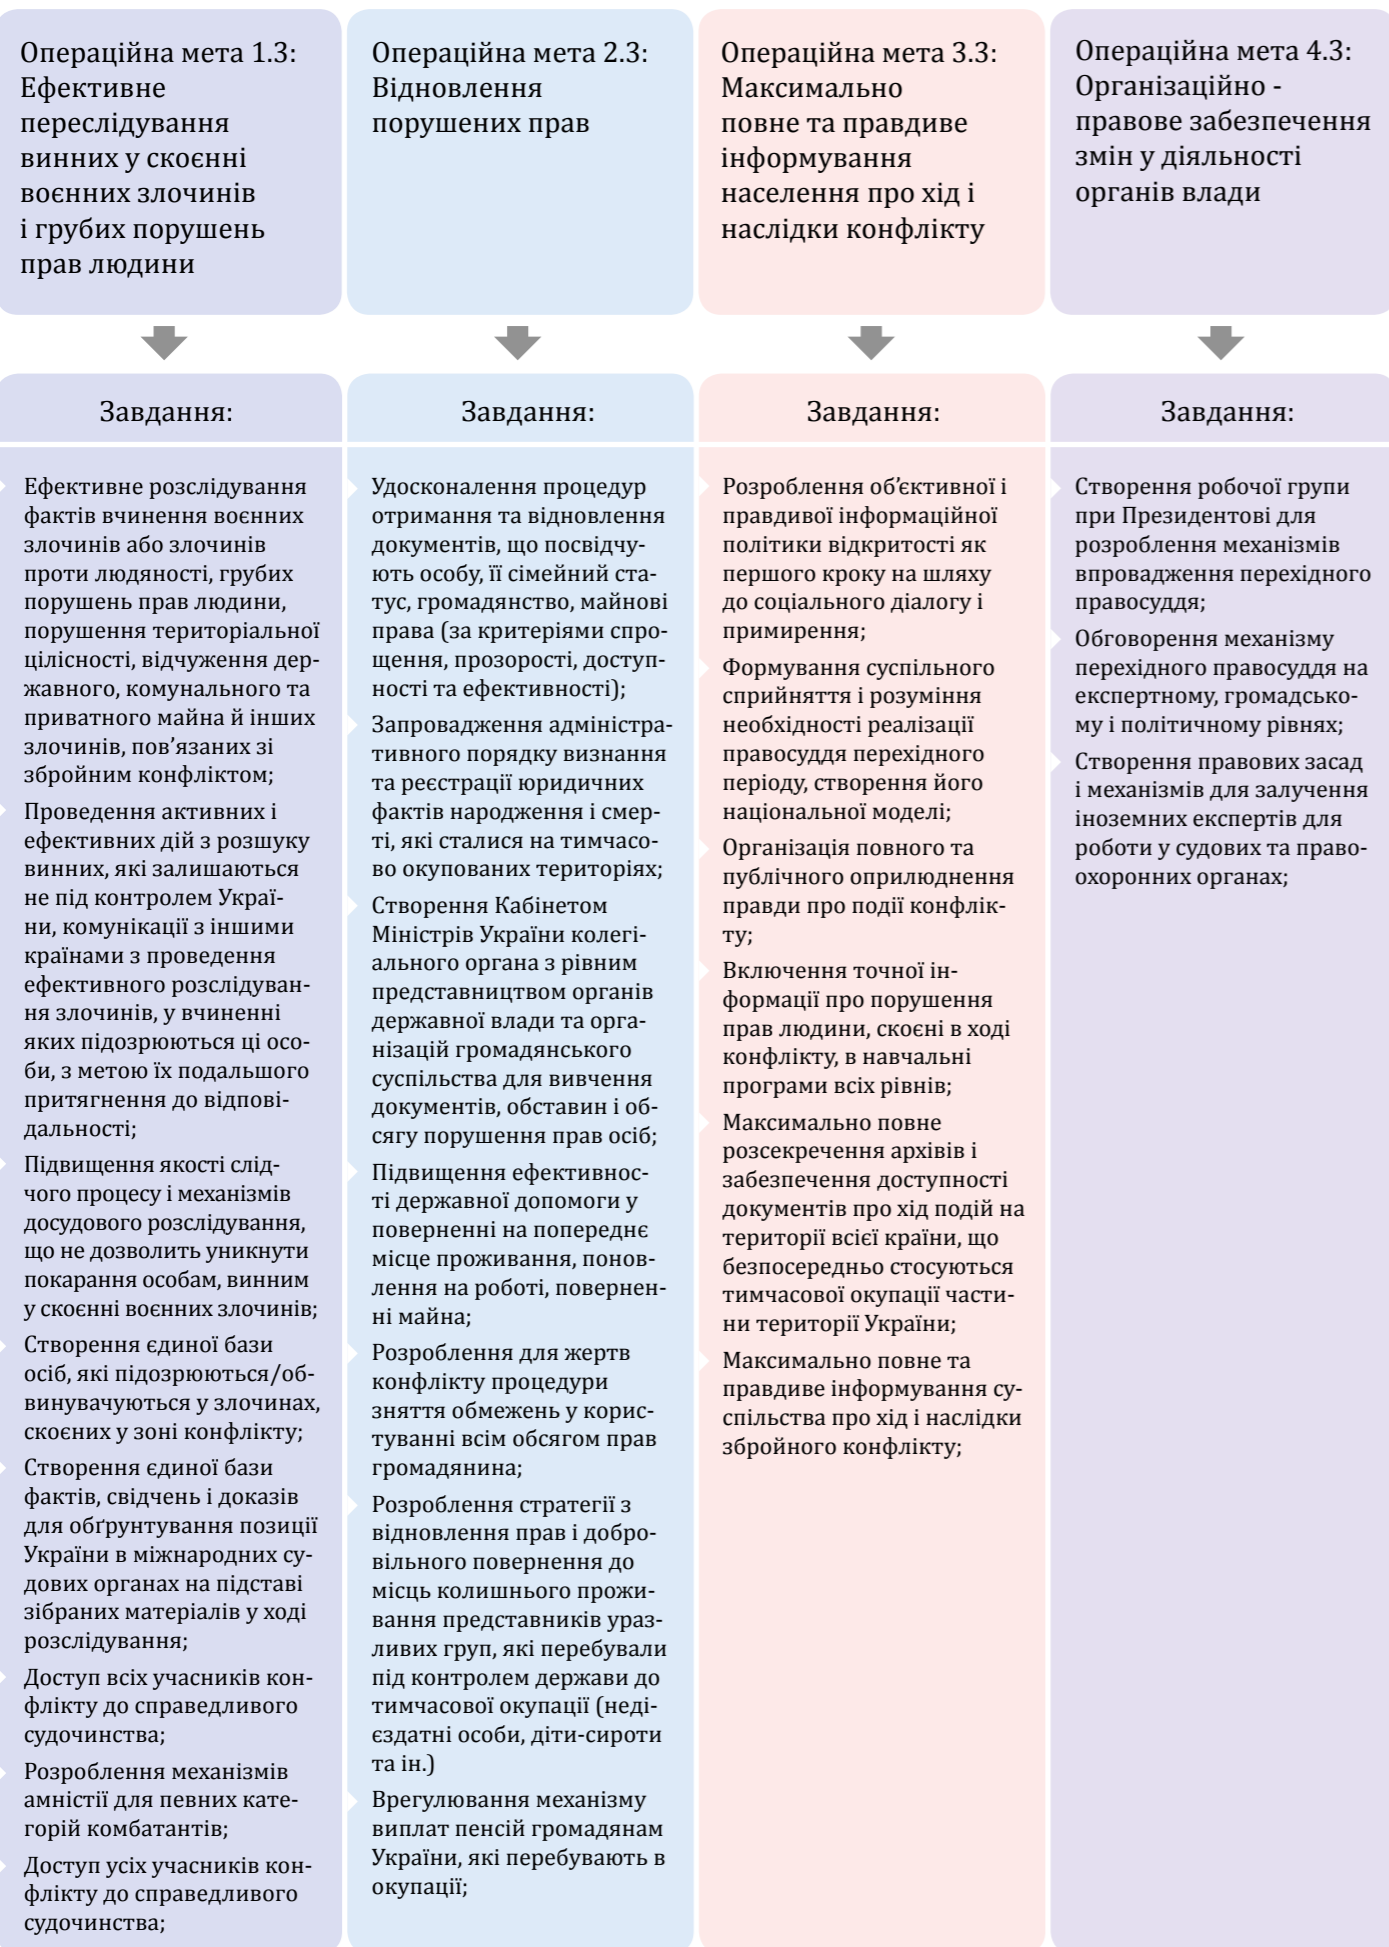 Операційна мета 1.3:
Ефективне
переслідування
винних у скоєнні
воєнних злочинів
і грубих порушень
прав людини
Операційна мета 2.3:
Відновлення
порушених прав
Операційна мета 3.3:
Максимально
повне та правдиве
інформування
населення про хід і
наслідки конфлікту
Операційна мета 4.3:
Організаційно -
правове забезпечення
змін у діяльності
органів влади
Завдання:
Ефективне розслідування
фактів вчинення воєнних
злочинів або злочинів
проти людяності, грубих
порушень прав людини,
порушення територіальної
цілісності, відчуження дер-
жавного, комунального та
приватного майна й інших
злочинів, пов’язаних зі
збройним конфліктом;
Проведення активних і
ефективних дій з розшуку
винних, які залишаються
не під контролем Украї-
ни, комунікації з іншими
країнами з проведення
ефективного розслідуван-
ня злочинів, у вчиненні
яких підозрюються ці осо-
би, з метою їх подальшого
притягнення до відпові-
дальності;
Підвищення якості слід-
чого процесу і механізмів
досудового розслідування,
що не дозволить уникнути
покарання особам, винним
у скоєнні воєнних злочинів;
Створення єдиної бази
осіб, які підозрюються/об-
винувачуються у злочинах,
скоєних у зоні конфлікту;
Створення єдиної бази
фактів, свідчень і доказів
для обґрунтування позиції
України в міжнародних су-
дових органах на підставі
зібраних матеріалів у ході
розслідування;
Доступ всіх учасників кон-
флікту до справедливого
судочинства;
Розроблення механізмів
амністії для певних кате-
горій комбатантів;
Доступ усіх учасників кон-
флікту до справедливого
судочинства;
Завдання:
Удосконалення процедур
отримання та відновлення
документів, що посвідчу-
ють особу, її сімейний ста-
тус, громадянство, майнові
права (за критеріями спро-
щення, прозорості, доступ-
ності та ефективності);
Запровадження адміністра-
тивного порядку визнання
та реєстрації юридичних
фактів народження і смер-
ті, які сталися на тимчасо-
во окупованих територіях;
Створення Кабінетом
Міністрів України колегі-
ального органа з рівним
представництвом органів
державної влади та орга-
нізацій громадянського
суспільства для вивчення
документів, обставин і об-
сягу порушення прав осіб;
Підвищення ефективнос-
ті державної допомоги у
поверненні на попереднє
місце проживання, понов-
лення на роботі, повернен-
ні майна;
Розроблення для жертв
конфлікту процедури
зняття обмежень у корис-
туванні всім обсягом прав
громадянина;
Розроблення стратегії з
відновлення прав і добро-
вільного повернення до
місць колишнього прожи-
вання представників ураз-
ливих груп, які перебували
під контролем держави до
тимчасової окупації (неді-
єздатні особи, діти-сироти
та ін.)
Врегулювання механізму
виплат пенсій громадянам
України, які перебувають в
окупації;
Завдання:
Розроблення об’єктивної і
правдивої інформаційної
політики відкритості як
першого кроку на шляху
до соціального діалогу і
примирення;
Формування суспільного
сприйняття і розуміння
необхідності реалізації
правосуддя перехідного
періоду, створення його
національної моделі;
Організація повного та
публічного оприлюднення
правди про події конфлік-
ту;
Включення точної ін-
формації про порушення
прав людини, скоєні в ході
конфлікту, в навчальні
програми всіх рівнів;
Максимально повне
розсекречення архівів і
забезпечення доступності
документів про хід подій на
території всієї країни, що
безпосередньо стосуються
тимчасової окупації части-
ни території України;
Максимально повне та
правдиве інформування су-
спільства про хід і наслідки
збройного конфлікту;
Завдання:
Створення робочої групи
при Президентові для
розроблення механізмів
впровадження перехідного
правосуддя;
Обговорення механізму
перехідного правосуддя на
експертному, громадсько-
му і політичному рівнях;
Створення правових засад
і механізмів для залучення
іноземних експертів для
роботи у судових та право-
охоронних органах;